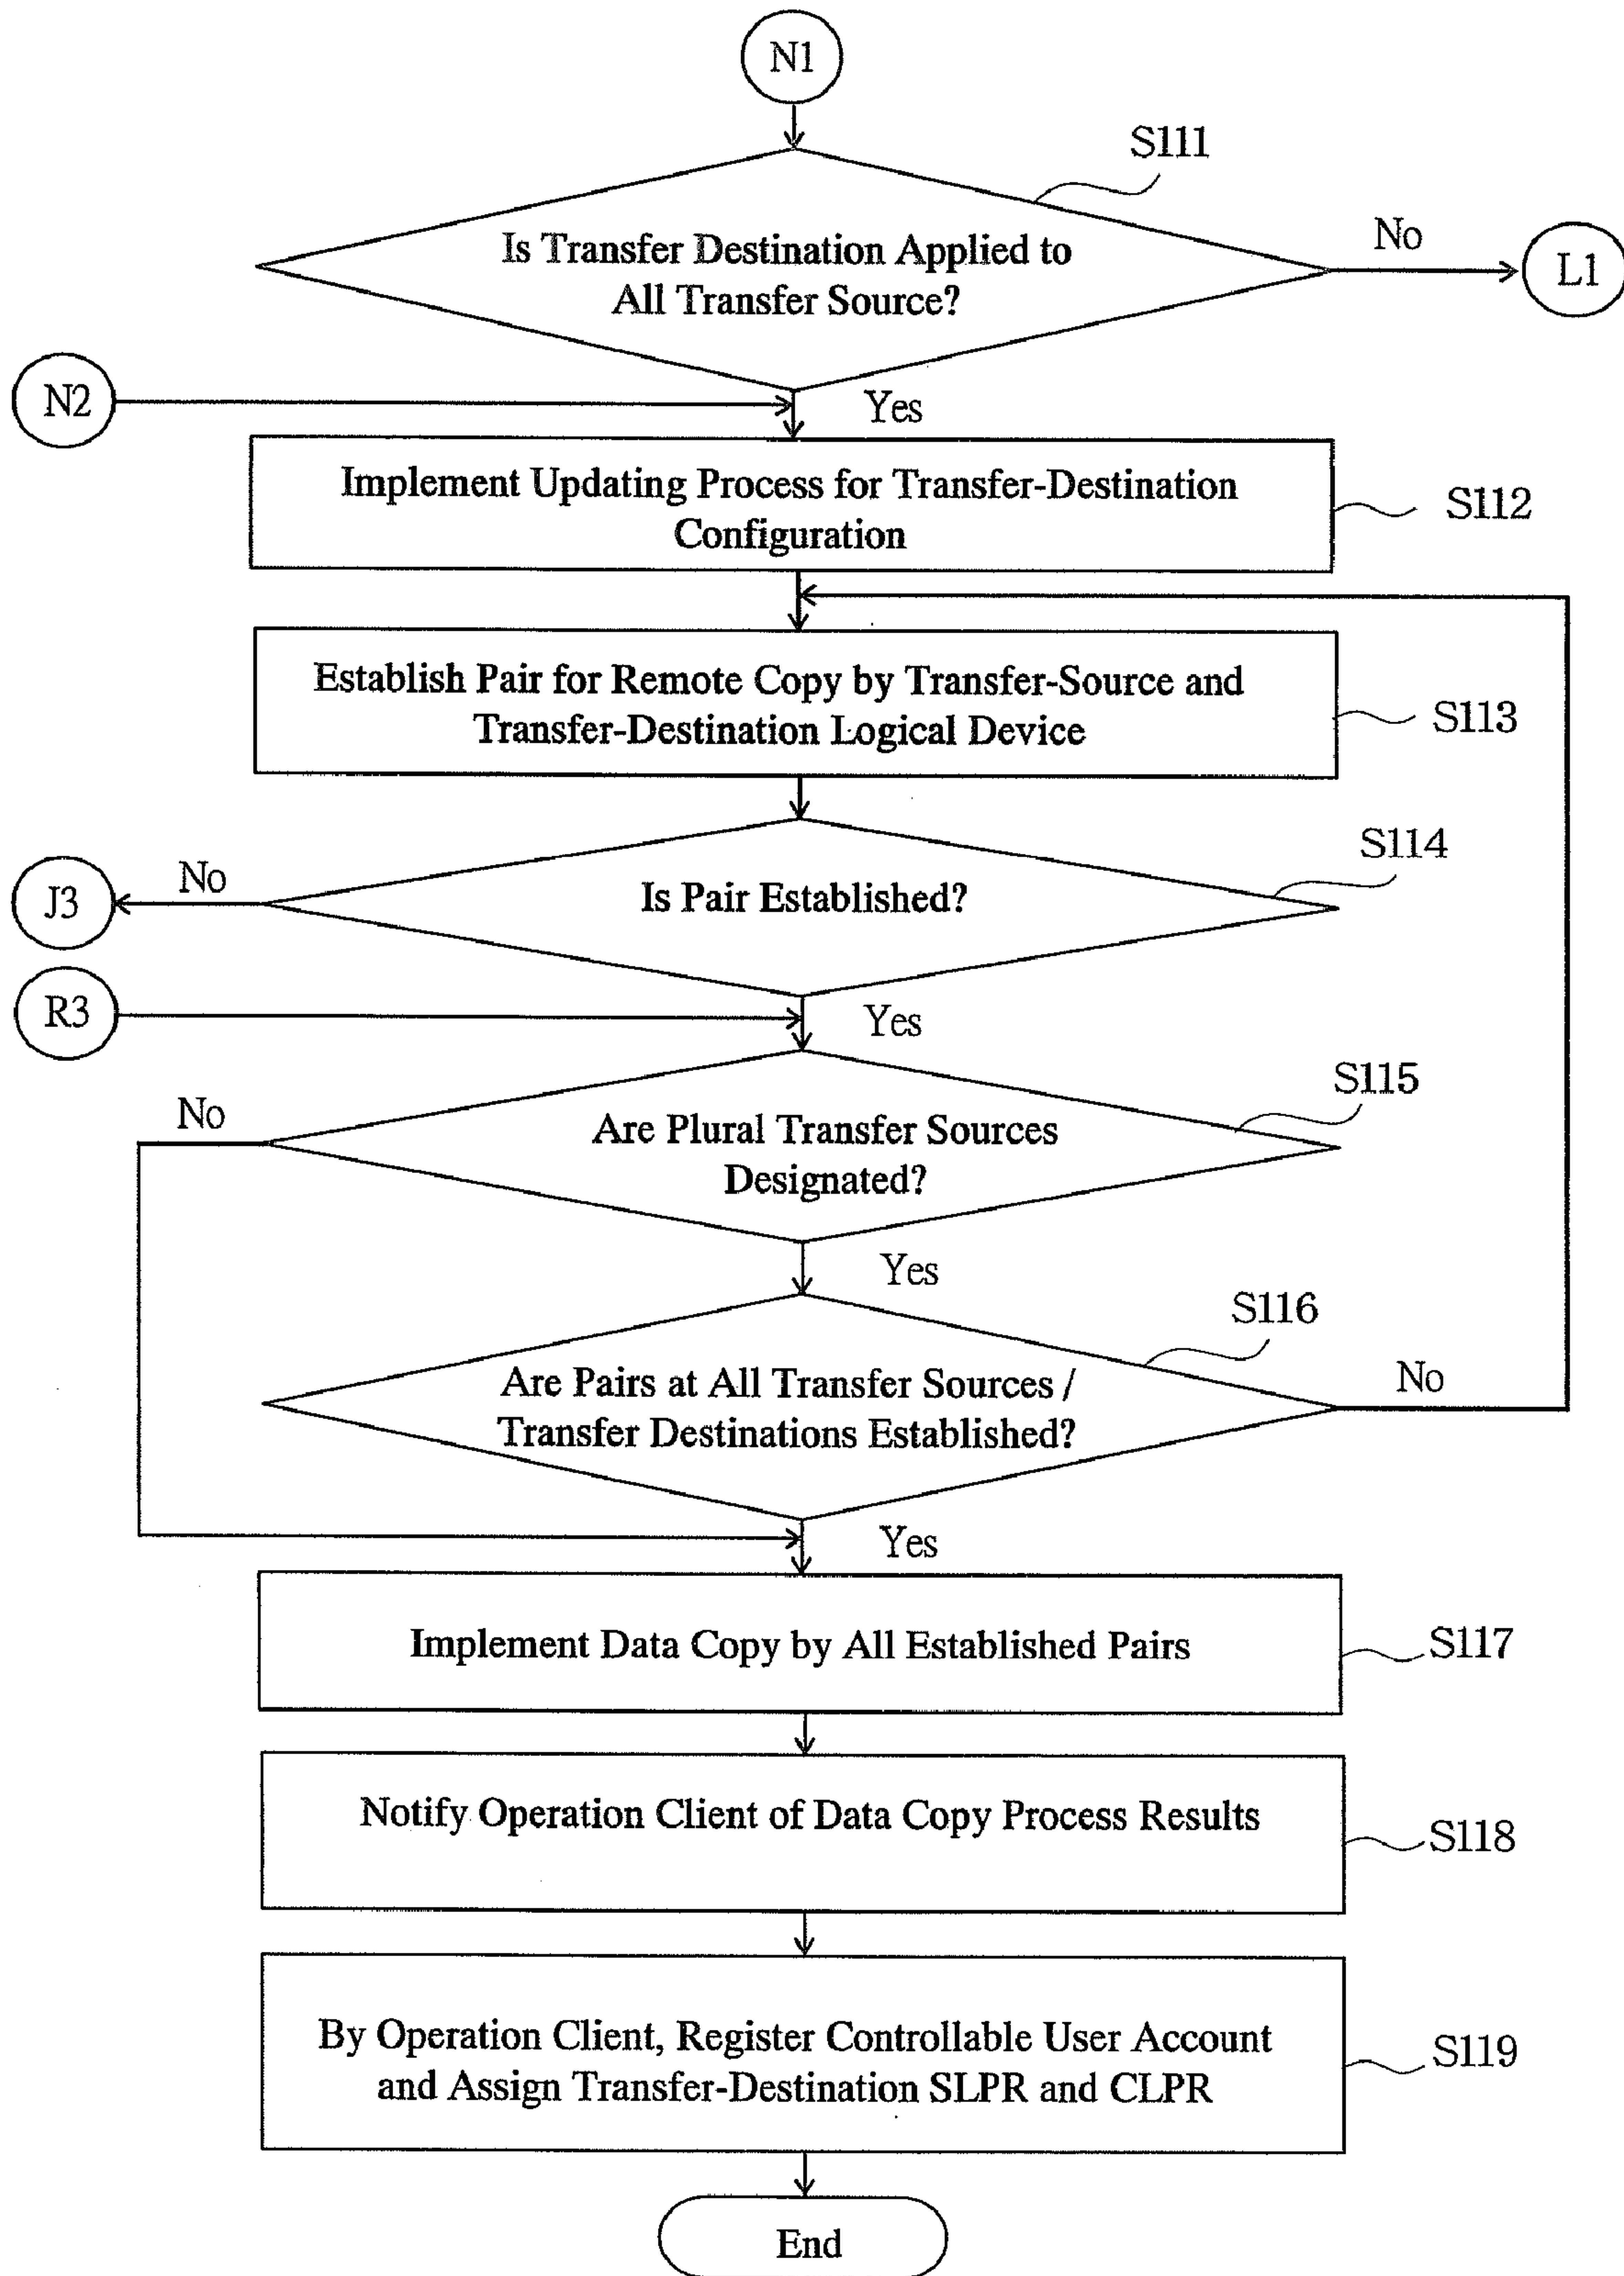 N1
S111
Is Transfer Destination Applied to
All Transfer Source?
No
L1
N2
Yes
Implement Updating Process for Transfer-Destination
Configuration
S112
Establish Pair for Remote Copy by Transfer-Source and
Transfer-Destination Logical Device
S113
S114
Is Pair Established?
No
J3
R3
Yes
S115
No
Are Plural Transfer Sources
Designated?
Yes
S116
Are Pairs at All Transfer Sources /
Transfer Destinations Established?
No
Yes
Implement Data Copy by All Established Pairs
S117
Notify Operation Client of Data Copy Process Results
S118
By Operation Client, Register Controllable User Account
and Assign Transfer-Destination SLPR and CLPR
S119
End